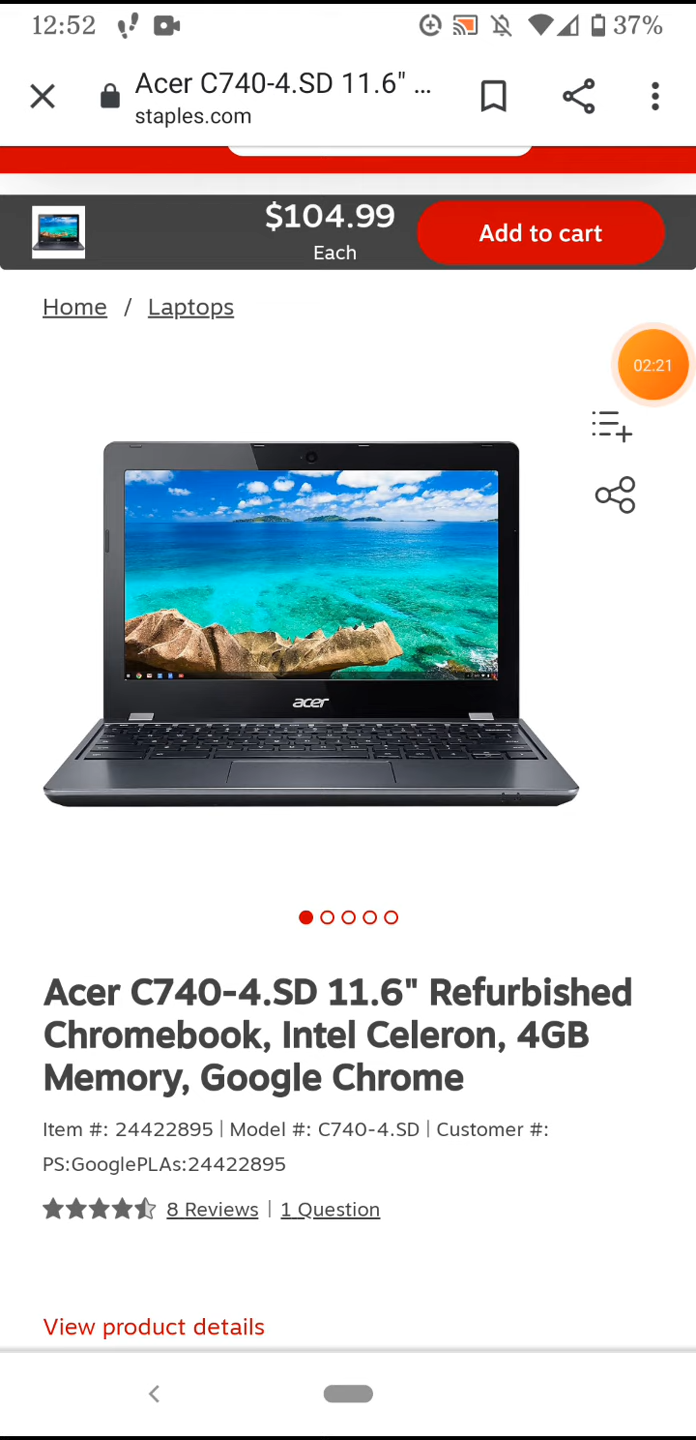 12:52 37%
Acer C740-4.SD 11.6" ...
staples.com
$104.99
Each
Add to cart
Home / Laptops
02:21
acer
Acer C740-4.SD 11.6" Refurbished
Chromebook, Intel Celeron, 4GB
Memory, Google Chrome
Item #: 24422895 | Model #: C740-4.SD | Customer #:
PS:GooglePLAs:24422895
8 Reviews | 1 Question
View product details